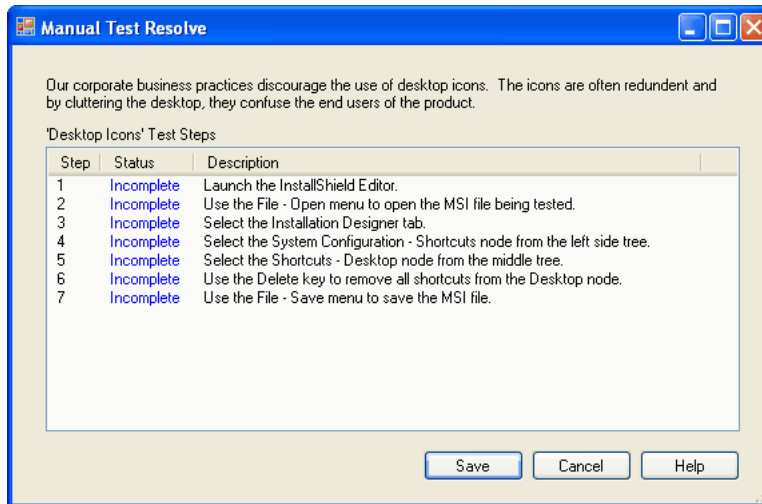 Manual Test Resolve
Our corporate business practices discourage the use of desktop icons.  The icons are often redundant and
by cluttering the desktop, they confuse the end users of the product.
'Desktop Icons' Test Steps
Step Status Description
1 Incomplete Launch the InstallShield Editor.
2 Incomplete Use the File - Open menu to open the MSI file being tested.
3 Incomplete Select the Installation Designer tab.
4 Incomplete Select the System Configuration - Shortcuts node from the left side tree.
5 Incomplete Select the Shortcuts - Desktop node from the middle tree.
6 Incomplete Use the Delete key to remove all shortcuts from the Desktop node.
7 Incomplete Use the File - Save menu to save the MSI file.
Save Cancel Help